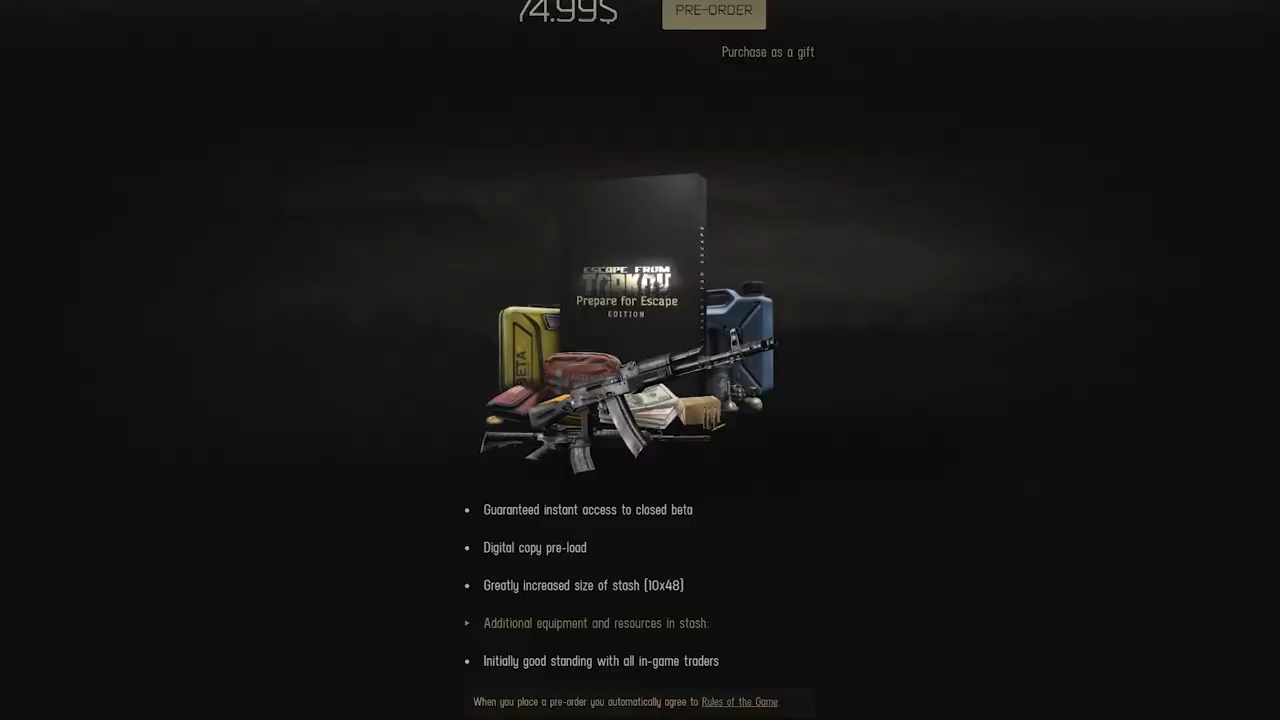 74.99$
PRE-ORDER
Purchase as a gift
ESCAPE FROM
TARKOV
Prepare for Escape
EDITION
BETA
Guaranteed instant access to closed beta
Digital copy pre-load
Greatly increased size of stash (10x48)
Additional equipment and resources in stash:
Initially good standing with all in-game traders
When you place a pre-order you automatically agree to Rules of the Game.